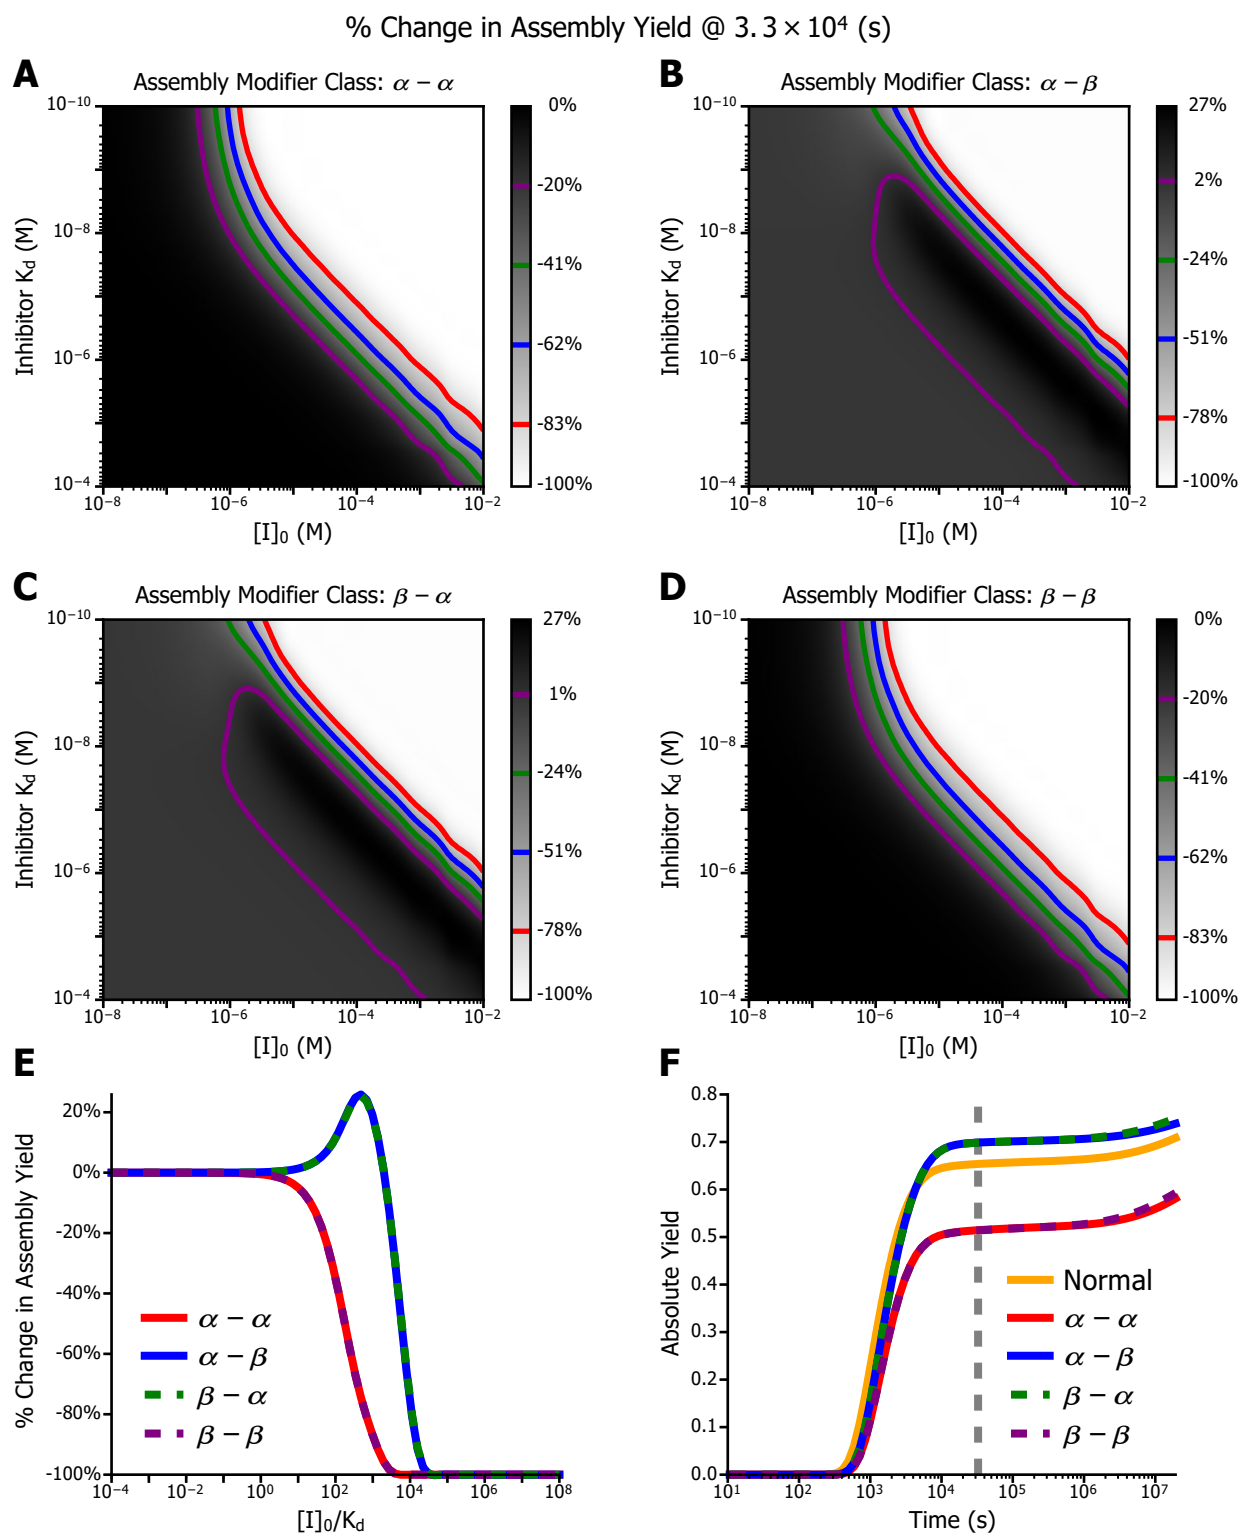 % Change in Assembly Yield @ 3.3 × 10⁴ (s)
A
Assembly Modifier Class: α − α
10⁻¹⁰
10⁻⁸
10⁻⁶
10⁻⁴
Inhibitor K_d (M)
10⁻⁸
10⁻⁶
10⁻⁴
10⁻²
[I]₀ (M)
0%
-20%
-41%
-62%
-83%
-100%
B
Assembly Modifier Class: α − β
10⁻¹⁰
10⁻⁸
10⁻⁶
10⁻⁴
Inhibitor K_d (M)
10⁻⁸
10⁻⁶
10⁻⁴
10⁻²
[I]₀ (M)
27%
2%
-24%
-51%
-78%
-100%
C
Assembly Modifier Class: β − α
10⁻¹⁰
10⁻⁸
10⁻⁶
10⁻⁴
Inhibitor K_d (M)
10⁻⁸
10⁻⁶
10⁻⁴
10⁻²
[I]₀ (M)
27%
1%
-24%
-51%
-78%
-100%
D
Assembly Modifier Class: β − β
10⁻¹⁰
10⁻⁸
10⁻⁶
10⁻⁴
Inhibitor K_d (M)
10⁻⁸
10⁻⁶
10⁻⁴
10⁻²
[I]₀ (M)
0%
-20%
-41%
-62%
-83%
-100%
E
20%
0%
-20%
-40%
-60%
-80%
-100%
% Change in Assembly Yield
α − α
α − β
β − α
β − β
10⁻⁴
10⁻²
10⁰
10²
10⁴
10⁶
10⁸
[I]₀/K_d
F
0.8
0.7
0.6
0.5
0.4
0.3
0.2
0.1
0.0
Absolute Yield
Normal
α − α
α − β
β − α
β − β
10¹
10²
10³
10⁴
10⁵
10⁶
10⁷
Time (s)